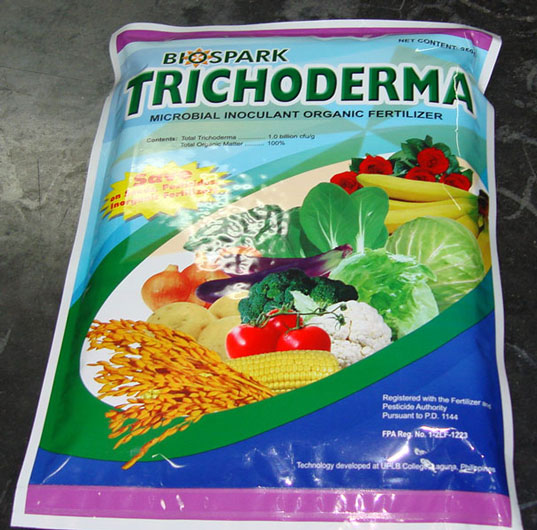 NET CONTENT:
BIOSPARK
TRICHODERMA
MICROBIAL INOCULANT ORGANIC FERTILIZER
Contents: Total Trichoderma .............. 1.0 billion cfu/g
Total Organic Matter .......... 100%
Save
on
Inorganic
Registered with the Fertilizer and
Pesticide Authority
Pursuant to P.D. 1144
FPA Reg. No. 1-2LF-1223
Technology developed at UPLB College, Laguna, Philippines